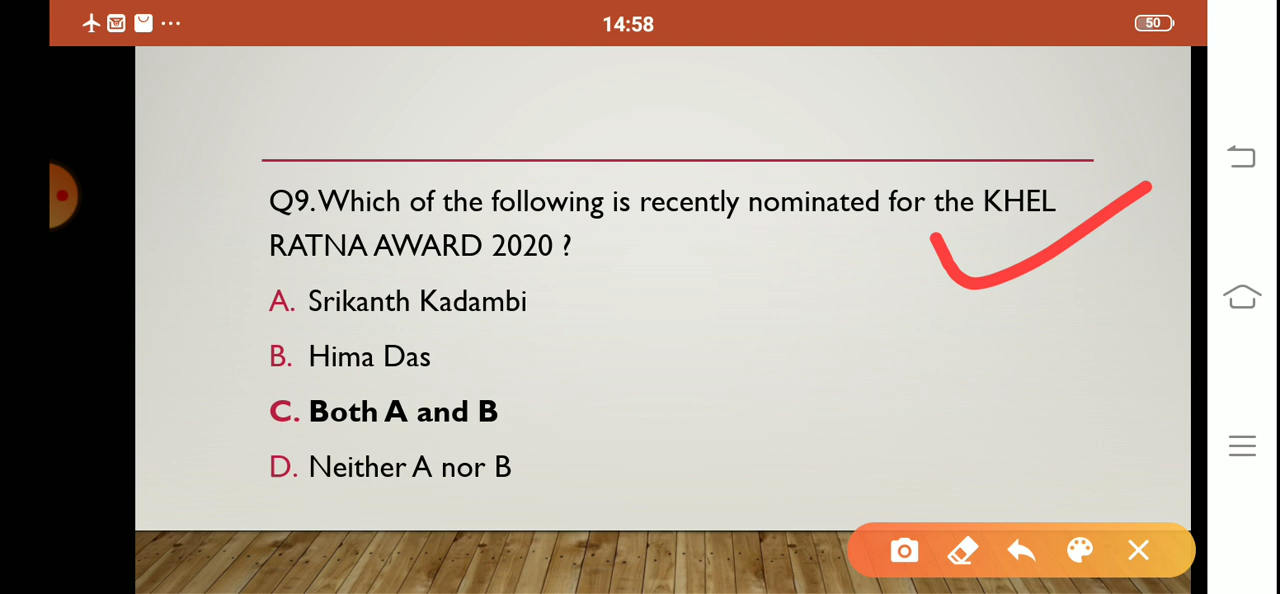 14:58
50
Q9.Which of the following is recently nominated for the KHEL
RATNA AWARD 2020 ?
A. Srikanth Kadambi
B. Hima Das
C. Both A and B
D. Neither A nor B